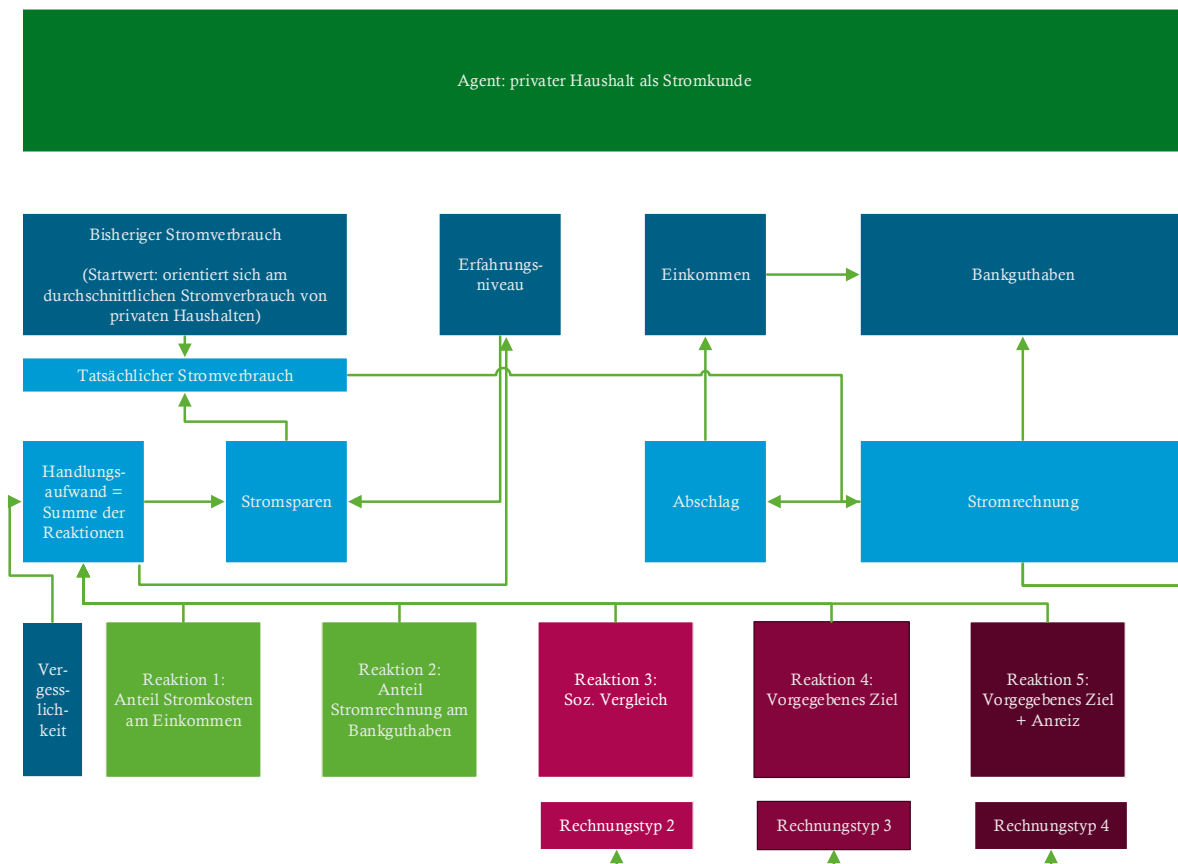 Agent: privater Haushalt als Stromkunde
Bisheriger Stromverbrauch
(Startwert: orientiert sich am
durchschnittlichen Stromverbrauch von
privaten Haushalten)
Erfahrungs-
niveau
Einkommen
Bankguthaben
Tatsächlicher Stromverbrauch
Handlungs-
aufwand =
Summe der
Reaktionen
Stromsparen
Abschlag
Stromrechnung
Ver-
gess-
lich-
keit
Reaktion 1:
Anteil Stromkosten
am Einkommen
Reaktion 2:
Anteil
Stromrechnung am
Bankguthaben
Reaktion 3:
Soz. Vergleich
Reaktion 4:
Vorgegebenes Ziel
Reaktion 5:
Vorgegebenes Ziel
+ Anreiz
Rechnungstyp 2
Rechnungstyp 3
Rechnungstyp 4